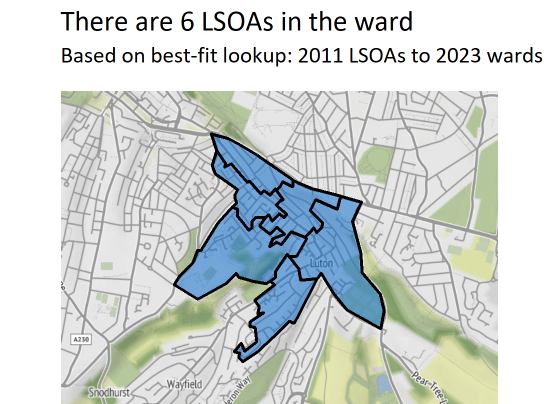 There are 6 LSOAs in the ward
Based on best-fit lookup: 2011 LSOAs to 2023 wards
Luton
A230
Wayfield
Snodhurst
Pear-Tree-L